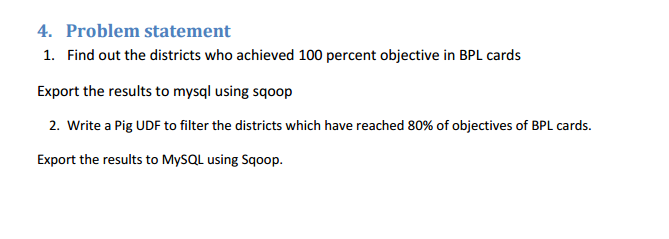 4. Problem statement
1. Find out the districts who achieved 100 percent objective in BPL cards
Export the results to mysql using sqoop
2. Write a Pig UDF to filter the districts which have reached 80% of objectives of BPL cards.
Export the results to MySQL using Sqoop.